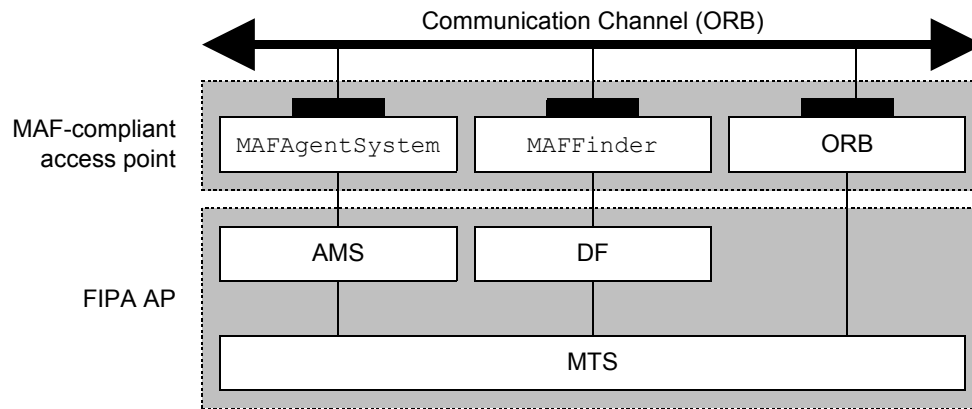 Communication Channel (ORB)
MAF-compliant
access point
MAFAgentSystem
MAFFinder
ORB
AMS
DF
FIPA AP
MTS